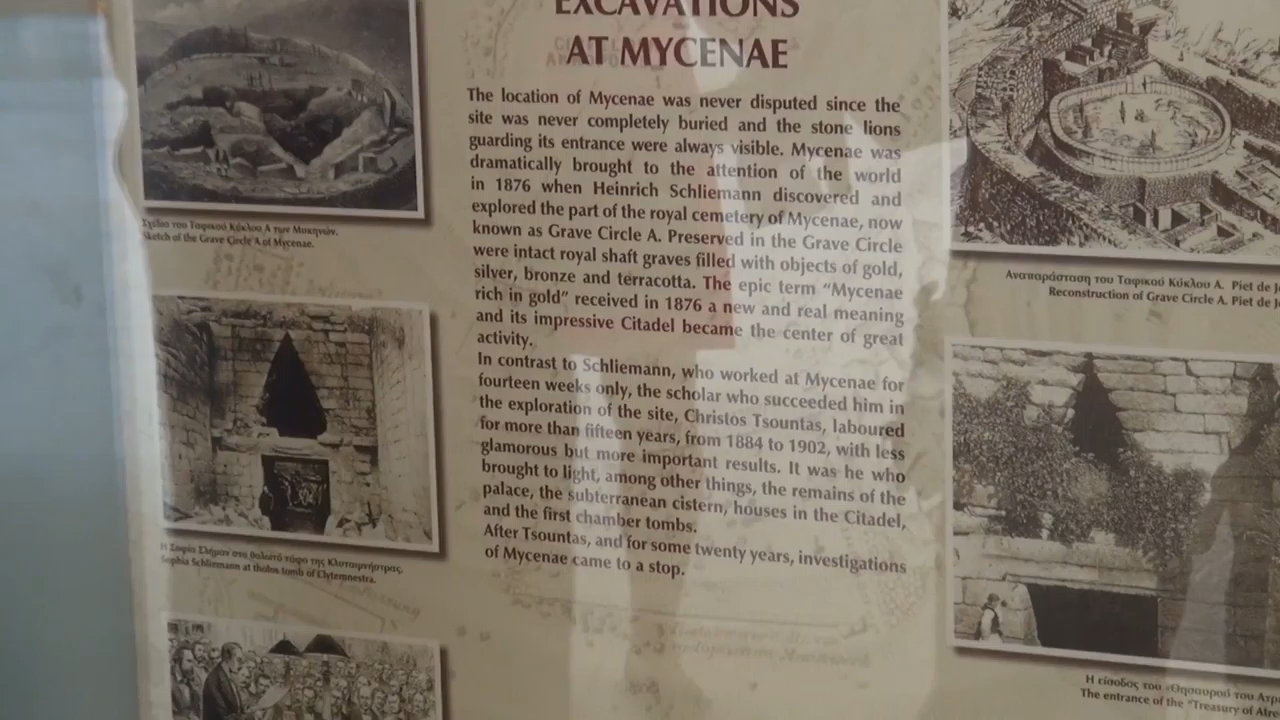 EXCAVATIONS
AT MYCENAE
The location of Mycenae was never disputed since the
site was never completely buried and the stone lions
guarding its entrance were always visible. Mycenae was
dramatically brought to the attention of the world
in 1876 when Heinrich Schliemann discovered and
explored the part of the royal cemetery of Mycenae, now
known as Grave Circle A. Preserved in the Grave Circle
were intact royal shaft graves filled with objects of gold,
silver, bronze and terracotta. The epic term “Mycenae
rich in gold” received in 1876 a new and real meaning
and its impressive Citadel became the center of great
activity.
In contrast to Schliemann, who worked at Mycenae for
fourteen weeks only, the scholar who succeeded him in
the exploration of the site, Christos Tsountas, laboured
for more than fifteen years, from 1884 to 1902, with less
glamorous but more important results. It was he who
brought to light, among other things, the remains of the
palace, the subterranean cistern, houses in the Citadel,
and the first chamber tombs.
After Tsountas, and for some twenty years, investigations
of Mycenae came to a stop.
Σχέδιο του Ταφικού Κύκλου Α των Μυκηνών.
Sketch of the Grave Circle A of Mycenae.
Η Σοφία Σλήμαν στο θολωτό τάφο της Κλυταιμνήστρας.
Sophia Schliemann at tholos tomb of Clytemnestra.
Αναπαράσταση του Ταφικού Κύκλου Α. Piet de
Reconstruction of Grave Circle A. Piet de
Η είσοδος του «Θησαυρού του
The entrance of the "Treasury of